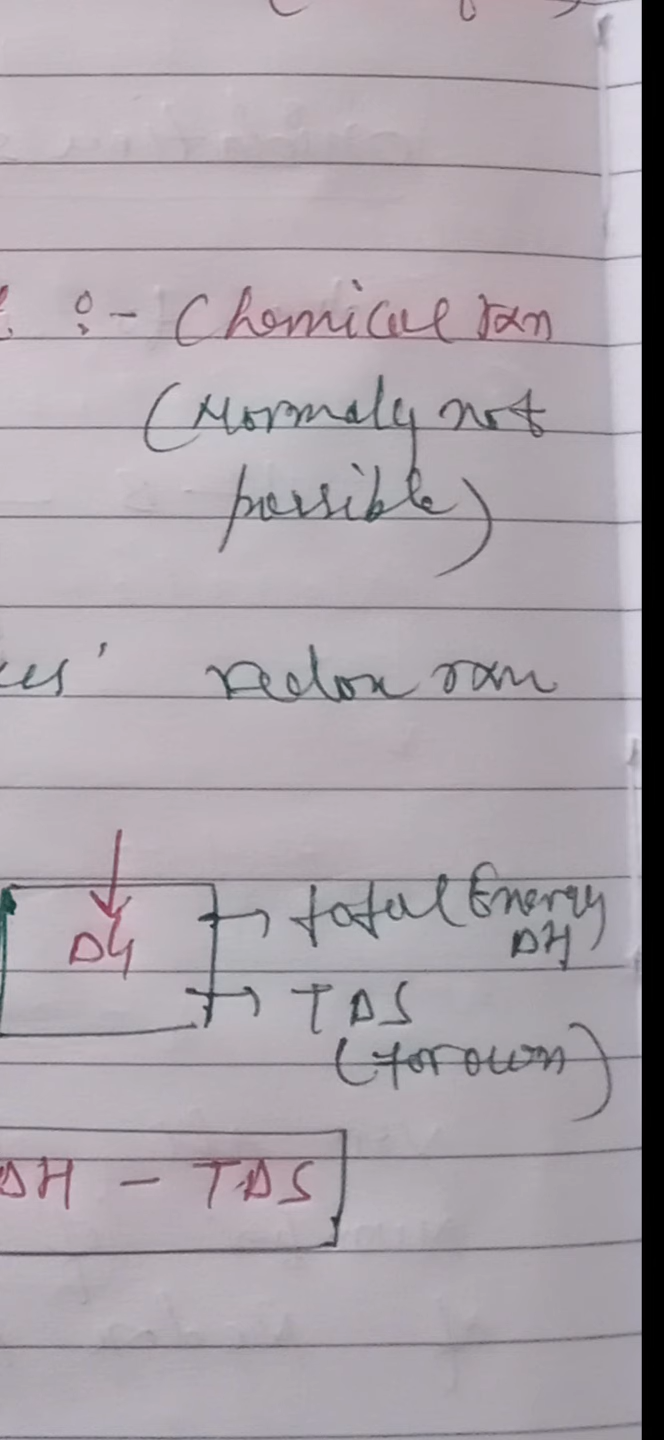 :- Chemical rxn
(Normaly not
possible)
redox rxn
ΔG
→ total Energy
ΔH
→ TΔS
(for own)
ΔH - TΔS